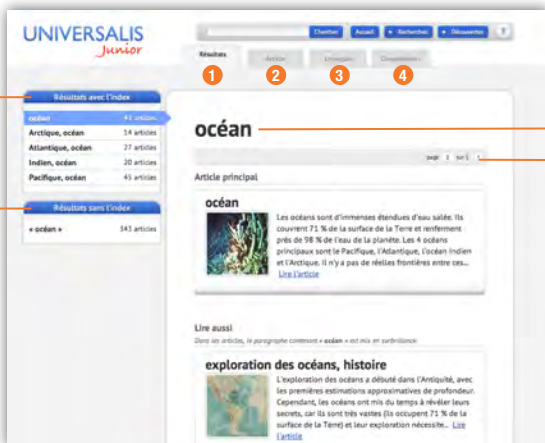 UNIVERSALIS
Junior
Chercher Accueil Rechercher Découvertes ?
Résultats
1 2 3 4
Résultats avec l'index
océan 43 articles
Arctique, océan 14 articles
Atlantique, océan 27 articles
Indien, océan 20 articles
Pacifique, océan 45 articles
Résultats sans l'index
« océan » 343 articles
océan
page 1 sur
Article principal
océan
Les océans sont d'immenses étendues d'eau salée. Ils
couvrent 71 % de la surface de la Terre et renferment
près de 98 % de l'eau de la planète. Les 4 océans
principaux sont le Pacifique, l'Atlantique, l'océan Indien
et l'Arctique. Il n'y a pas de réelles frontières entre ces...
Lire l'article
Lire aussi
Dans les articles, le paragraphe contenant « océan » est mis en surbrillance
exploration des océans, histoire
L'exploration des océans a débuté dans l'Antiquité, avec
les premières estimations approximatives de profondeur.
Cependant, les océans ont mis du temps à révéler leurs
secrets, car ils sont très vastes (ils occupent 71 % de la
surface de la Terre) et leur exploration nécessite... Lire
l'article